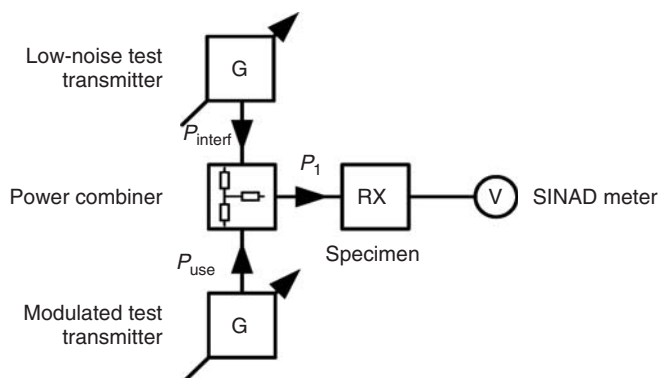 Low-noise test
transmitter
G
P_interf
Power combiner
P_1
RX
V
SINAD meter
Specimen
P_use
Modulated test
transmitter
G